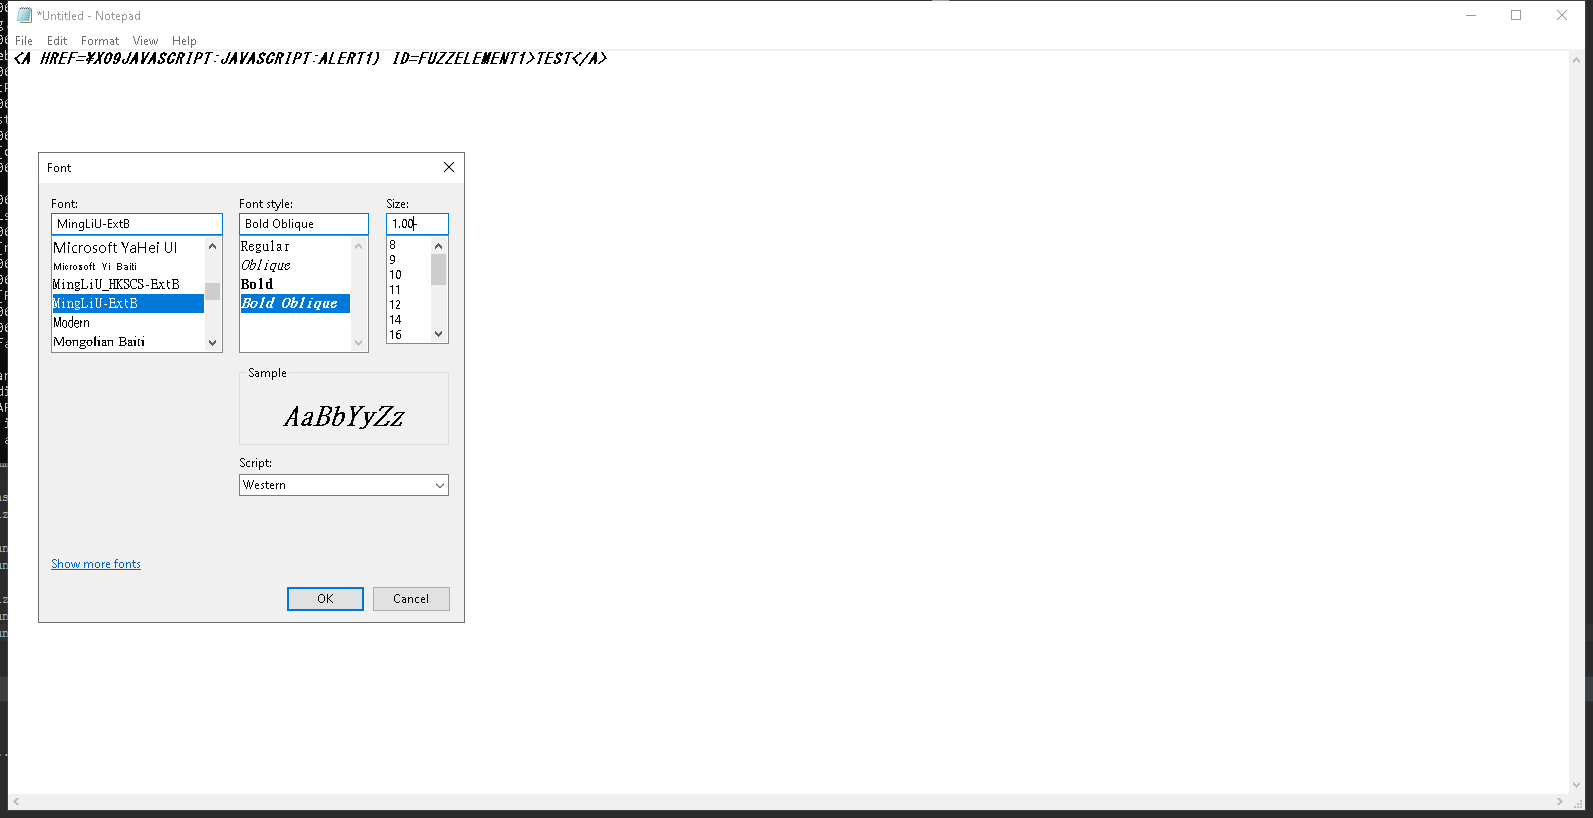 *Untitled - Notepad
File Edit Format View Help
<A HREF=¥X09JAVASCRIPT:JAVASCRIPT:ALERT1) ID=FUZZELEMENT1>TEST</A>
Font
Font: Font style: Size:
MingLiU-ExtB Bold Oblique 1.00
Microsoft YaHei UI Regular 8
Microsoft Yi Baiti Oblique 9
MingLiU_HKSCS-ExtB Bold 10
MingLiU-ExtB Bold Oblique 11
Modern 12
Mongolian Baiti 14
16
Sample
AaBbYyZz
Script:
Western
Show more fonts
OK Cancel